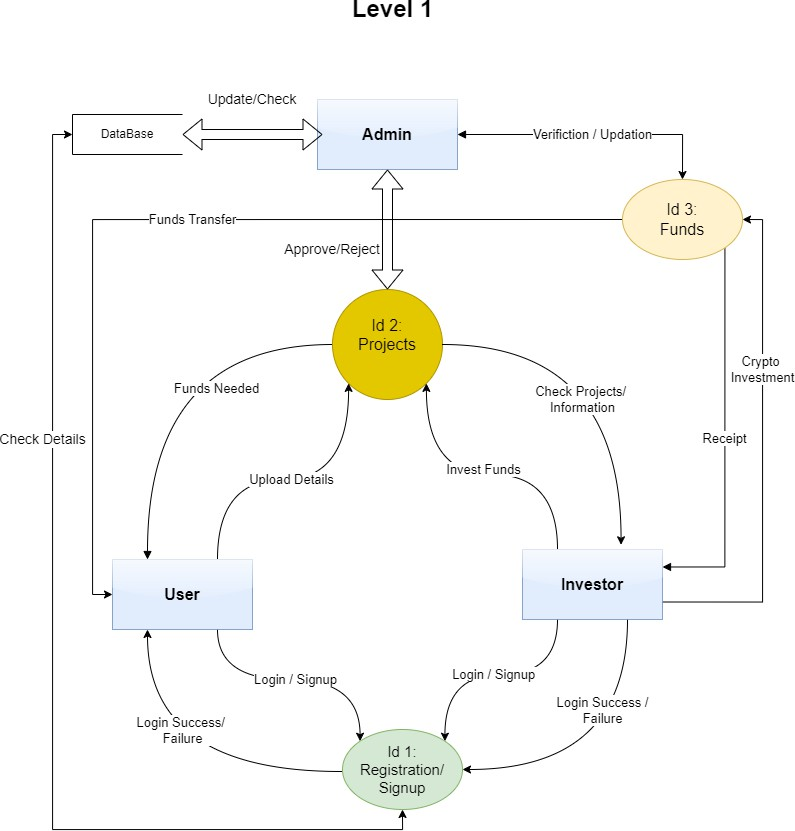 Level 1
Update/Check
DataBase
Admin
Verifiction / Updation
Id 3:
Funds
Funds Transfer
Approve/Reject
Id 2:
Projects
Funds Needed
Check Projects/
Information
Crypto
Investment
Check Details
Receipt
Upload Details
Invest Funds
User
Investor
Login / Signup
Login / Signup
Login Success/
Failure
Login Success /
Failure
Id 1:
Registration/
Signup